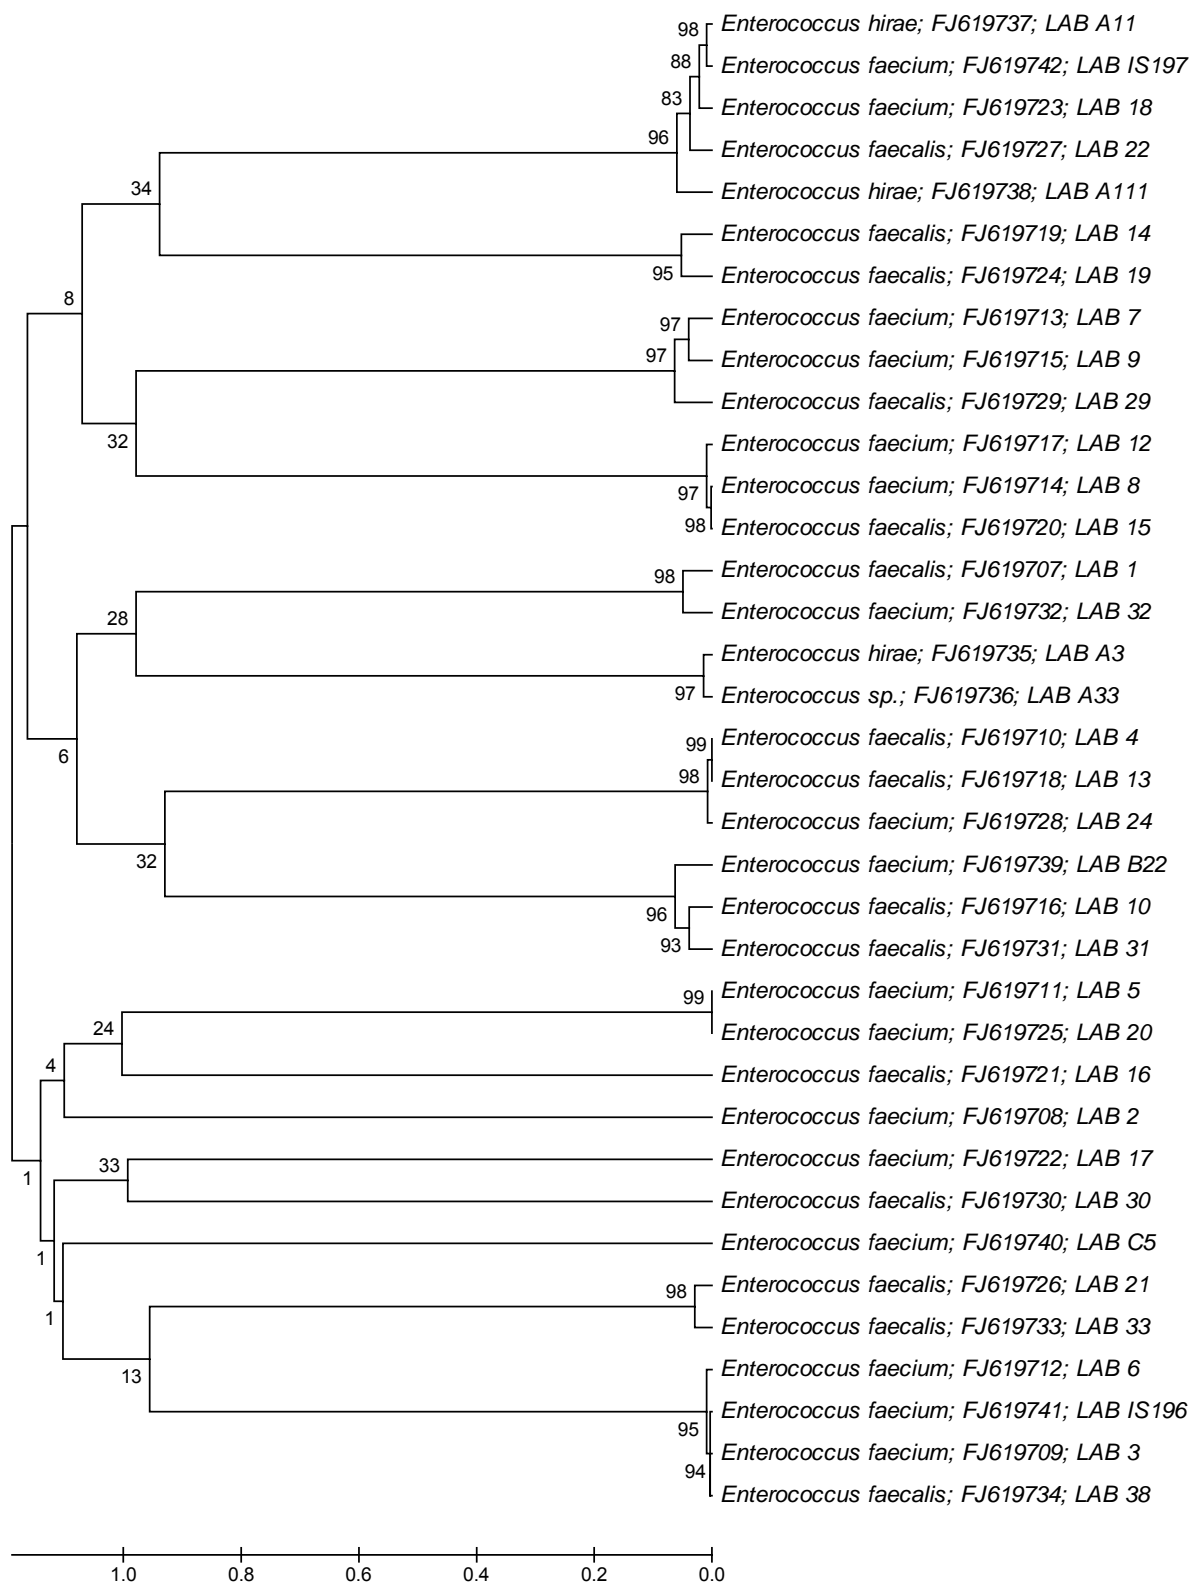 98
Enterococcus hirae; FJ619737; LAB A11
88
Enterococcus faecium; FJ619742; LAB IS197
83
Enterococcus faecium; FJ619723; LAB 18
96
Enterococcus faecalis; FJ619727; LAB 22
34
Enterococcus hirae; FJ619738; LAB A111
Enterococcus faecalis; FJ619719; LAB 14
95
Enterococcus faecalis; FJ619724; LAB 19
8
97
Enterococcus faecium; FJ619713; LAB 7
97
Enterococcus faecium; FJ619715; LAB 9
Enterococcus faecalis; FJ619729; LAB 29
32
Enterococcus faecium; FJ619717; LAB 12
97
Enterococcus faecium; FJ619714; LAB 8
98
Enterococcus faecalis; FJ619720; LAB 15
98
Enterococcus faecalis; FJ619707; LAB 1
28
Enterococcus faecium; FJ619732; LAB 32
Enterococcus hirae; FJ619735; LAB A3
97
Enterococcus sp.; FJ619736; LAB A33
6
99
Enterococcus faecalis; FJ619710; LAB 4
98
Enterococcus faecalis; FJ619718; LAB 13
Enterococcus faecium; FJ619728; LAB 24
32
Enterococcus faecium; FJ619739; LAB B22
96
Enterococcus faecalis; FJ619716; LAB 10
93
Enterococcus faecalis; FJ619731; LAB 31
99
Enterococcus faecium; FJ619711; LAB 5
24
Enterococcus faecium; FJ619725; LAB 20
4
Enterococcus faecalis; FJ619721; LAB 16
Enterococcus faecium; FJ619708; LAB 2
1
33
Enterococcus faecium; FJ619722; LAB 17
Enterococcus faecalis; FJ619730; LAB 30
1
Enterococcus faecium; FJ619740; LAB C5
98
Enterococcus faecalis; FJ619726; LAB 21
1
Enterococcus faecalis; FJ619733; LAB 33
13
Enterococcus faecium; FJ619712; LAB 6
95
Enterococcus faecium; FJ619741; LAB IS196
94
Enterococcus faecium; FJ619709; LAB 3
Enterococcus faecalis; FJ619734; LAB 38
1.0 0.8 0.6 0.4 0.2 0.0